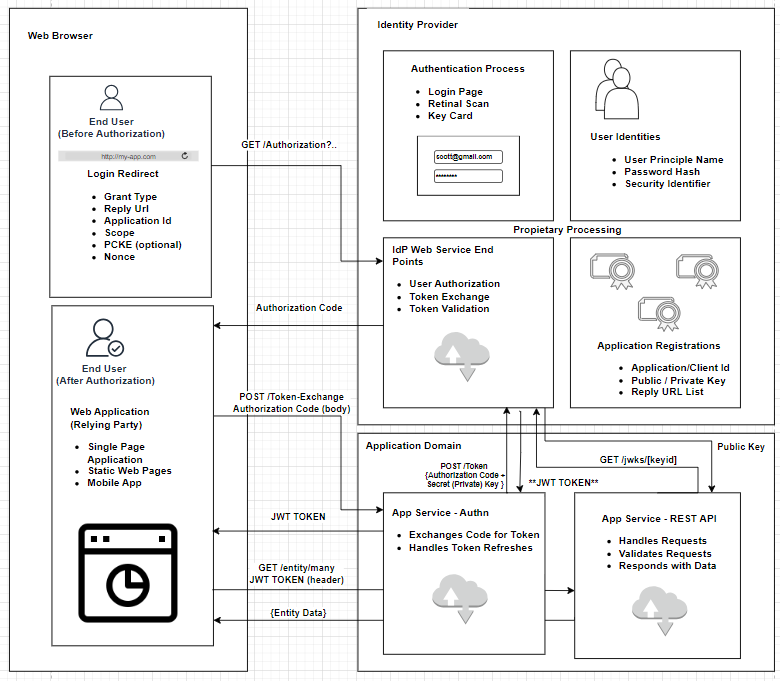 Web Browser
End User
(Before Authorization)
http://my-app.com
Login Redirect
Grant Type
Reply Url
Application Id
Scope
PCKE (optional)
Nonce
End User
(After Authorization)
Web Application
(Relying Party)
Single Page
Application
Static Web Pages
Mobile App
GET /Authorization?..
Authorization Code
POST /Token-Exchange
Authorization Code (body)
JWT TOKEN
GET /entity/many
JWT TOKEN (header)
{Entity Data}
Identity Provider
Authentication Process
Login Page
Retinal Scan
Key Card
scott@gmail.com
********
User Identities
User Principle Name
Password Hash
Security Identifier
Propietary Processing
IdP Web Service End
Points
User Authorization
Token Exchange
Token Validation
Application Registrations
Application/Client Id
Public / Private Key
Reply URL List
Application Domain
POST /Token
{Authorization Code +
Secret (Private) Key }
**JWT TOKEN**
GET /jwks/[keyid]
Public Key
App Service - Authn
Exchanges Code for Token
Handles Token Refreshes
App Service - REST API
Handles Requests
Validates Requests
Responds with Data